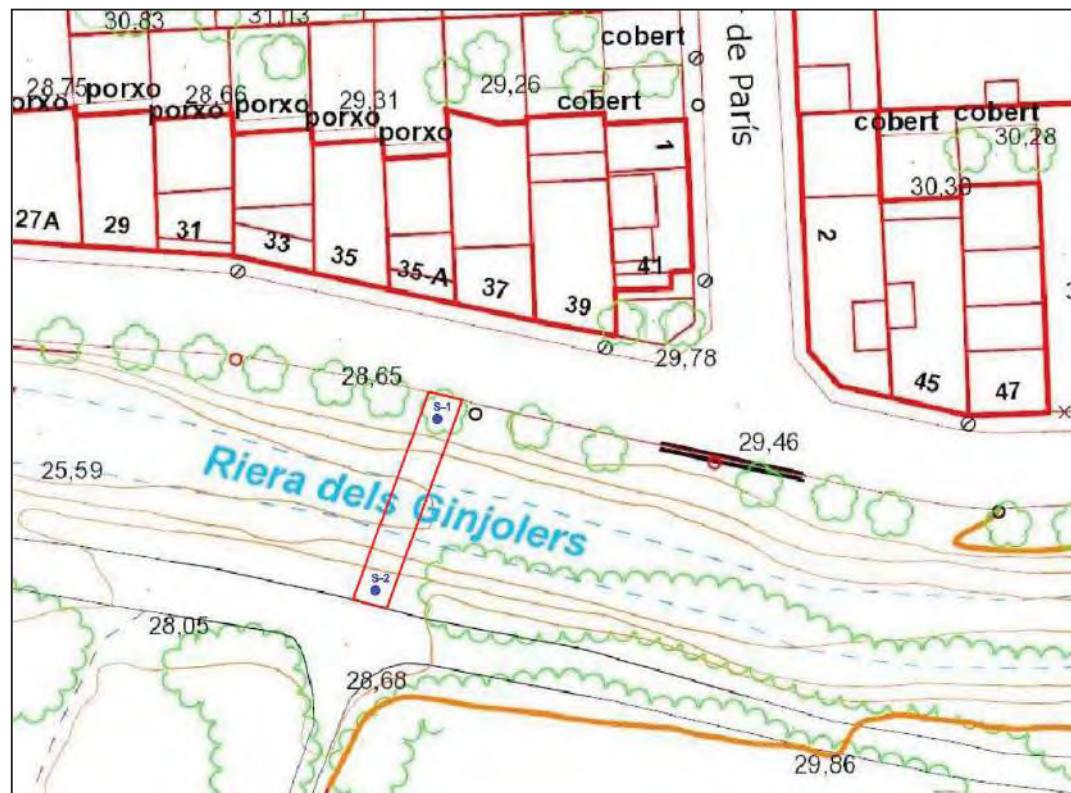 30,83
31,13
cobert
de París
28,75
porxo
28,66
porxo
porxo
29,31
porxo
porxo
29,26
cobert
1
cobert
cobert
30,28
30,30
2
27A
29
31
33
35
35-A
37
39
41
29,78
45
47
28,65
S-1
29,46
25,59
Riera dels Ginjolers
S-2
28,05
28,68
29,86